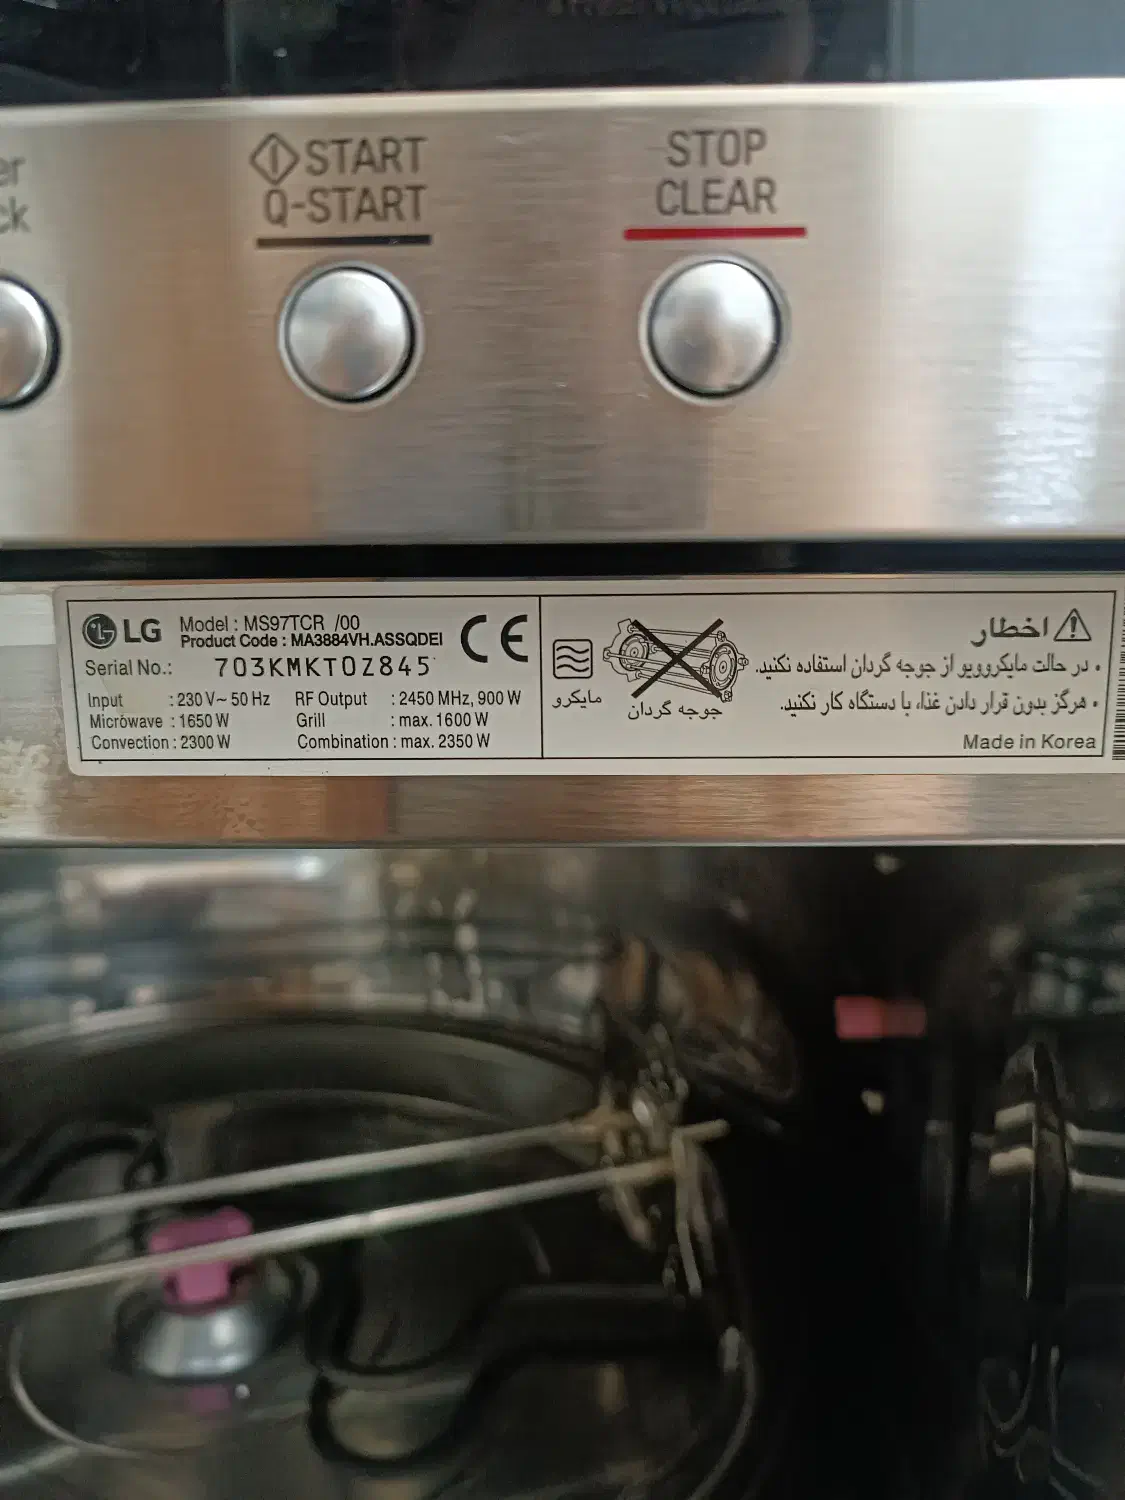 er
ck
START
Q-START
STOP
CLEAR
LG
Model : MS97TCR /00
Product Code : MA3884VH.ASSQDEI
Serial No.: 703KMKT0Z845
Input : 230 V~ 50 Hz RF Output : 2450 MHz, 900 W
Microwave : 1650 W Grill : max. 1600 W
Convection : 2300 W Combination : max. 2350 W
CE
مایکرو
جوجه گردان
اخطار
• در حالت مایکروویو از جوجه گردان استفاده نکنید.
• هرگز بدون قرار دادن غذا، با دستگاه کار نکنید.
Made in Korea